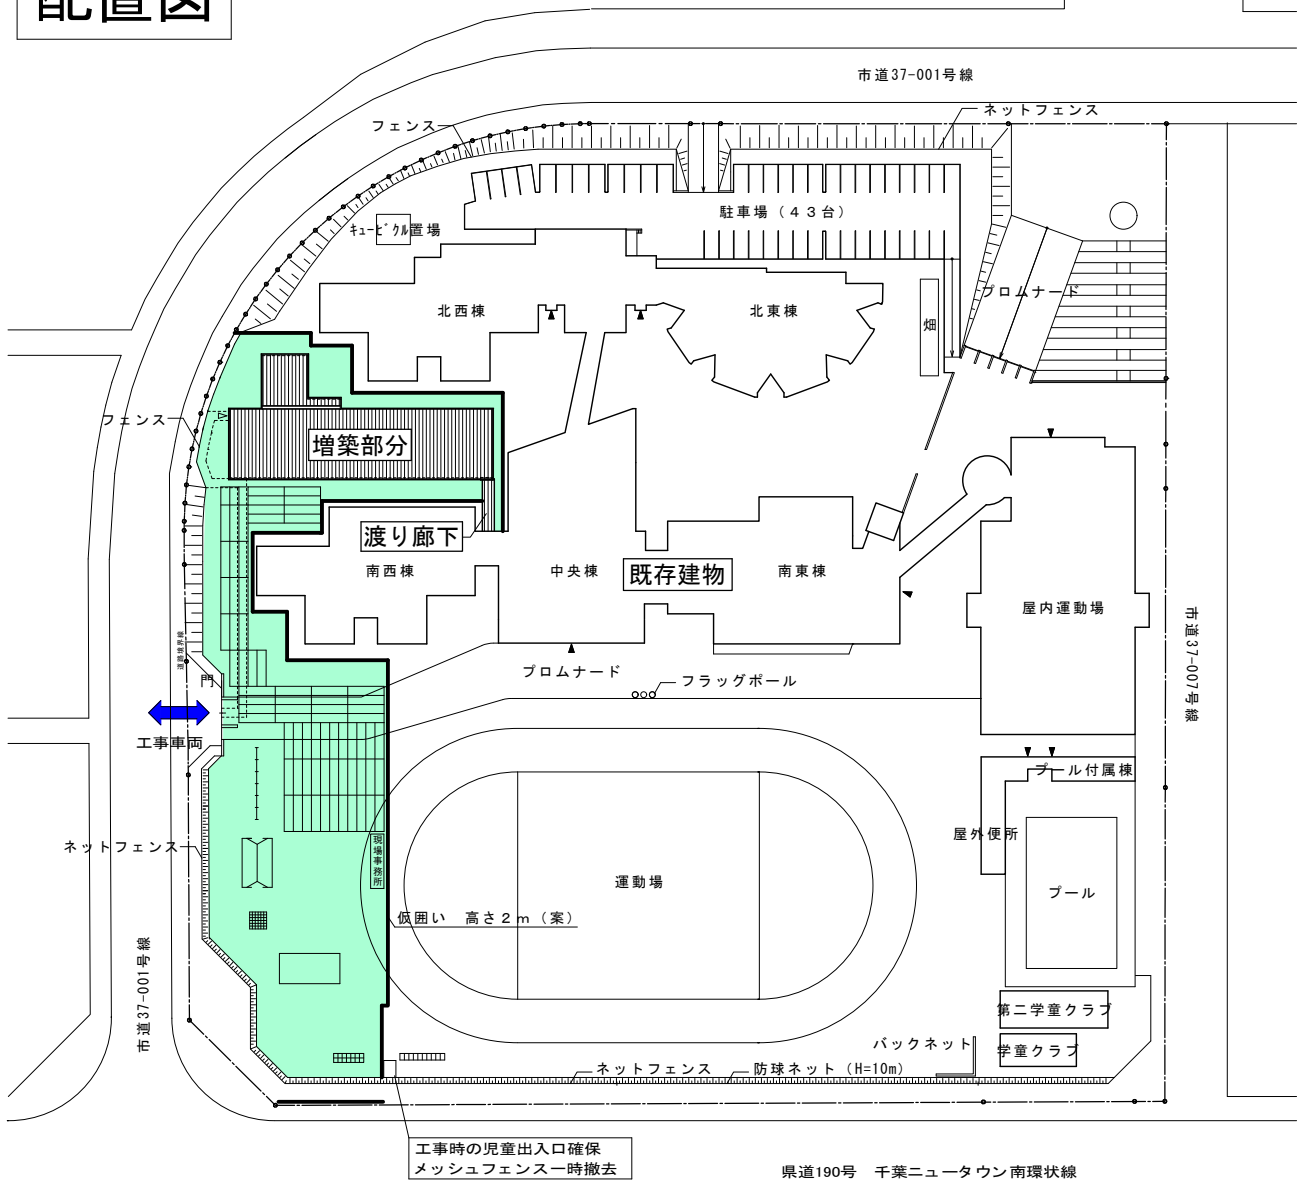 配置図
市道37-001号線
ネットフェンス
フェンス
駐車場（４３台）
ｷｭｰﾋﾞｸﾙ置場
プロムナード
北西棟
北東棟
畑
フェンス
増築部分
渡り廊下
南西棟
中央棟
既存建物
南東棟
屋内運動場
市道37-007号線
道路境界線
門
プロムナード
フラッグポール
工事車両
プール付属棟
屋外便所
ネットフェンス
現場事務所
運動場
プール
仮囲い　高さ２ｍ（案）
市道37-001号線
第二学童クラブ
バックネット
学童クラブ
ネットフェンス
防球ネット（H=10m）
工事時の児童出入口確保
メッシュフェンス一時撤去
県道190号　千葉ニュータウン南環状線